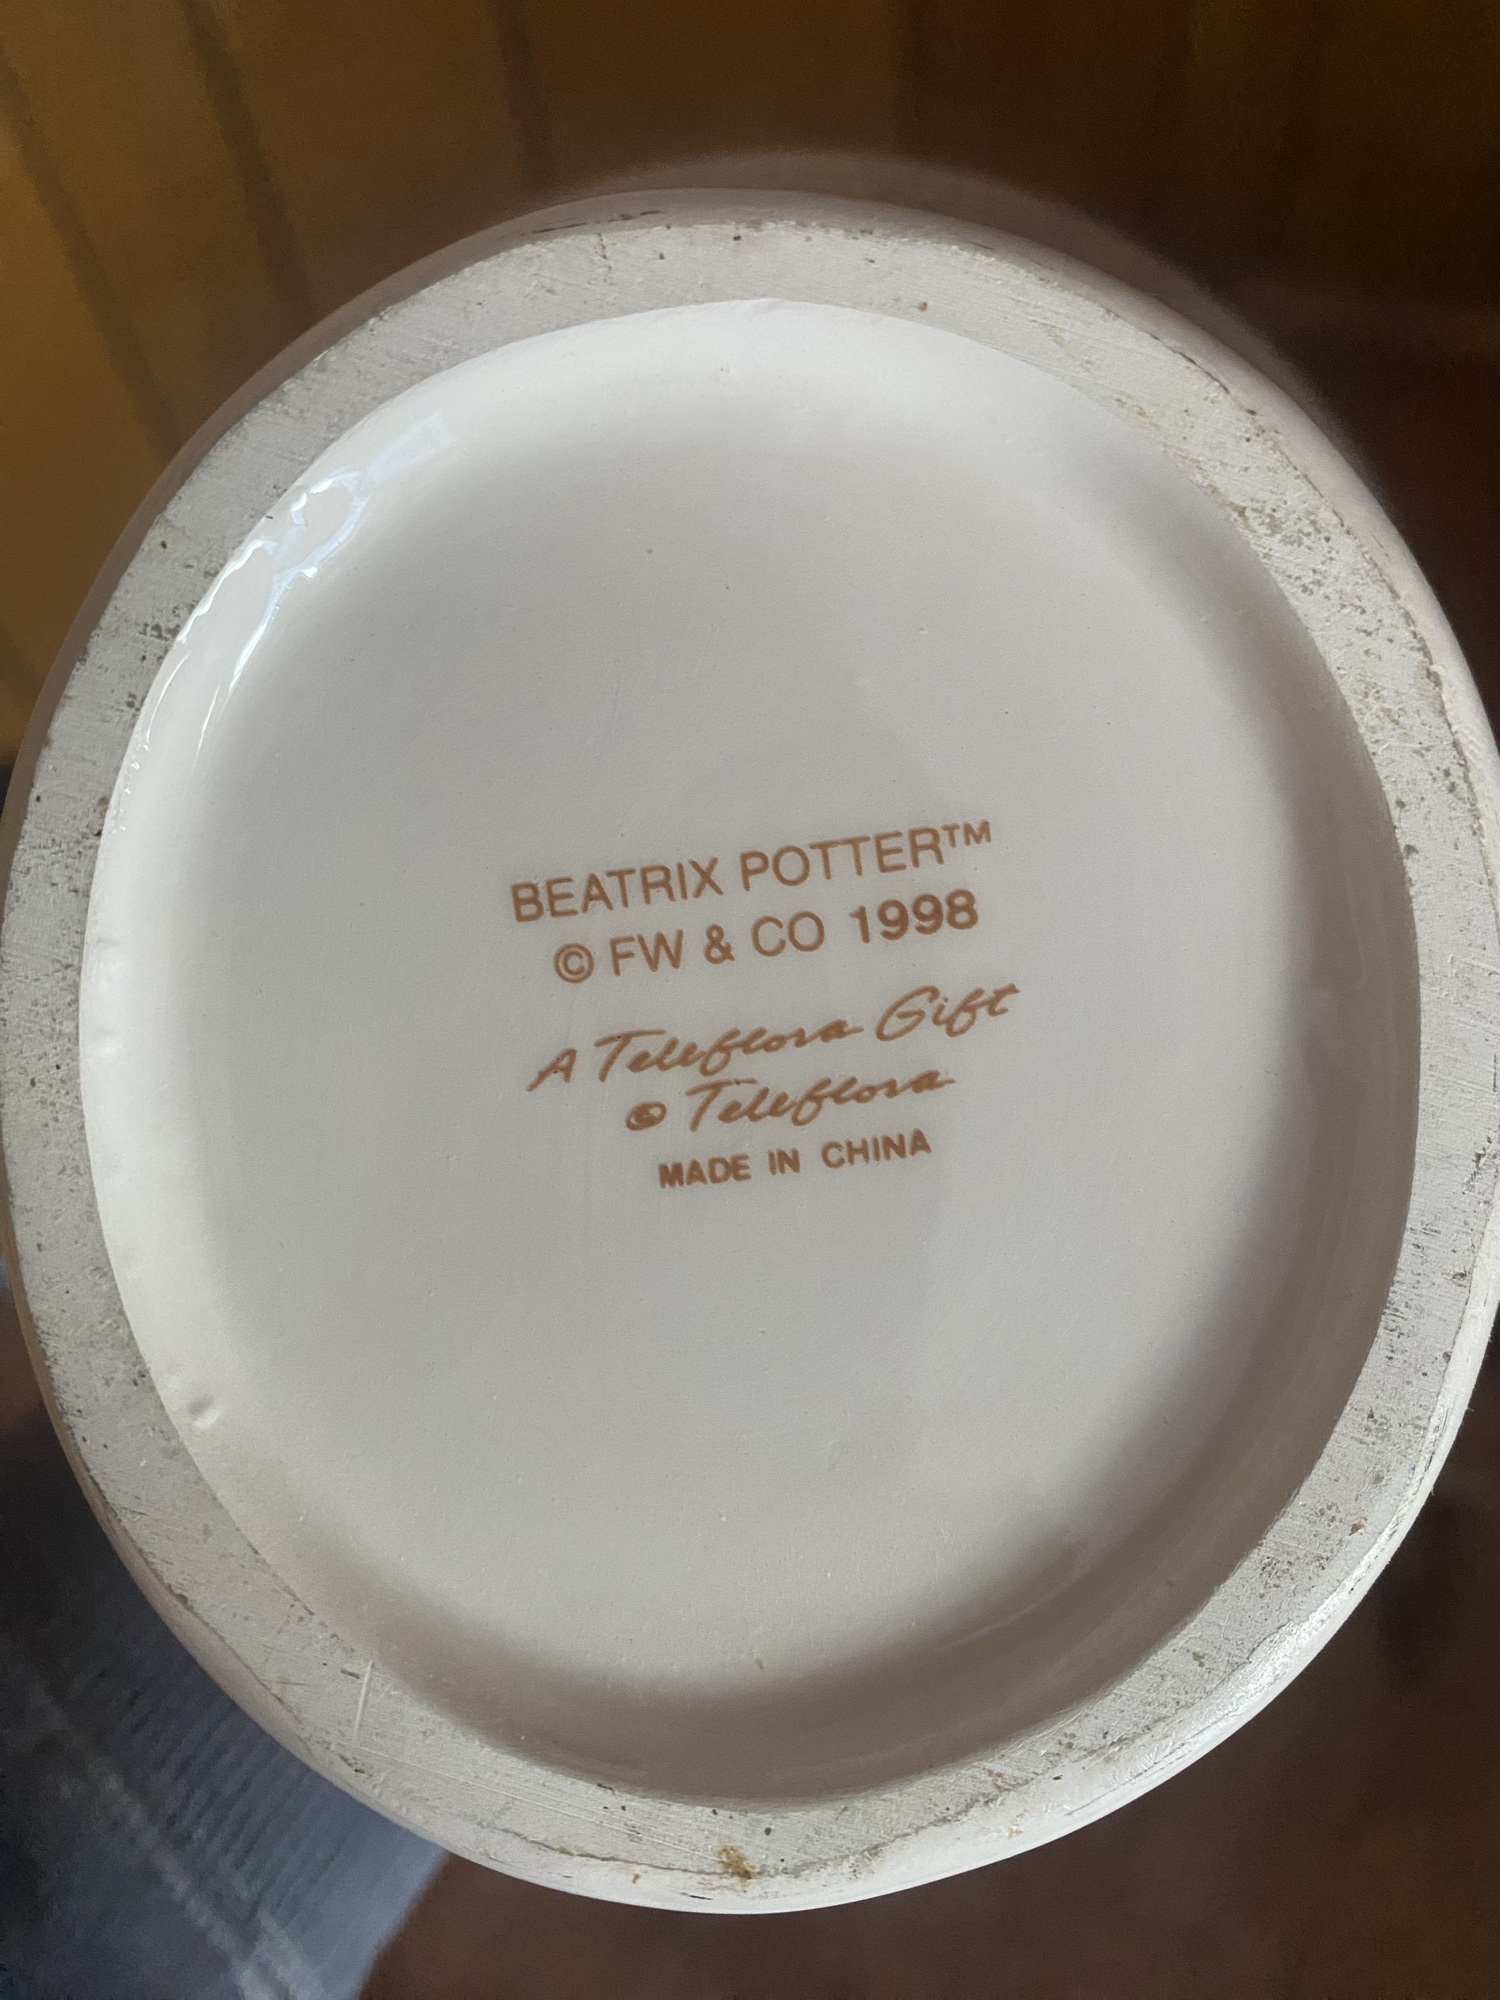 BEATRIX POTTER™
© FW & CO 1998
A Teleflora Gift
© Teleflora
MADE IN CHINA